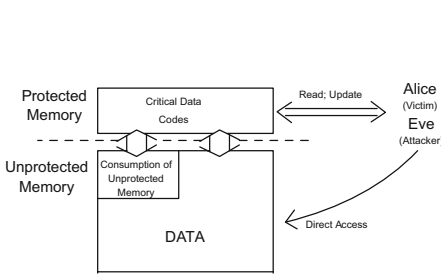 Protected
Memory
Critical Data
Codes
Read; Update
Alice
(Victim)
Eve
(Attacker)
Unprotected
Memory
Consumption of
Unprotected
Memory
DATA
Direct Access